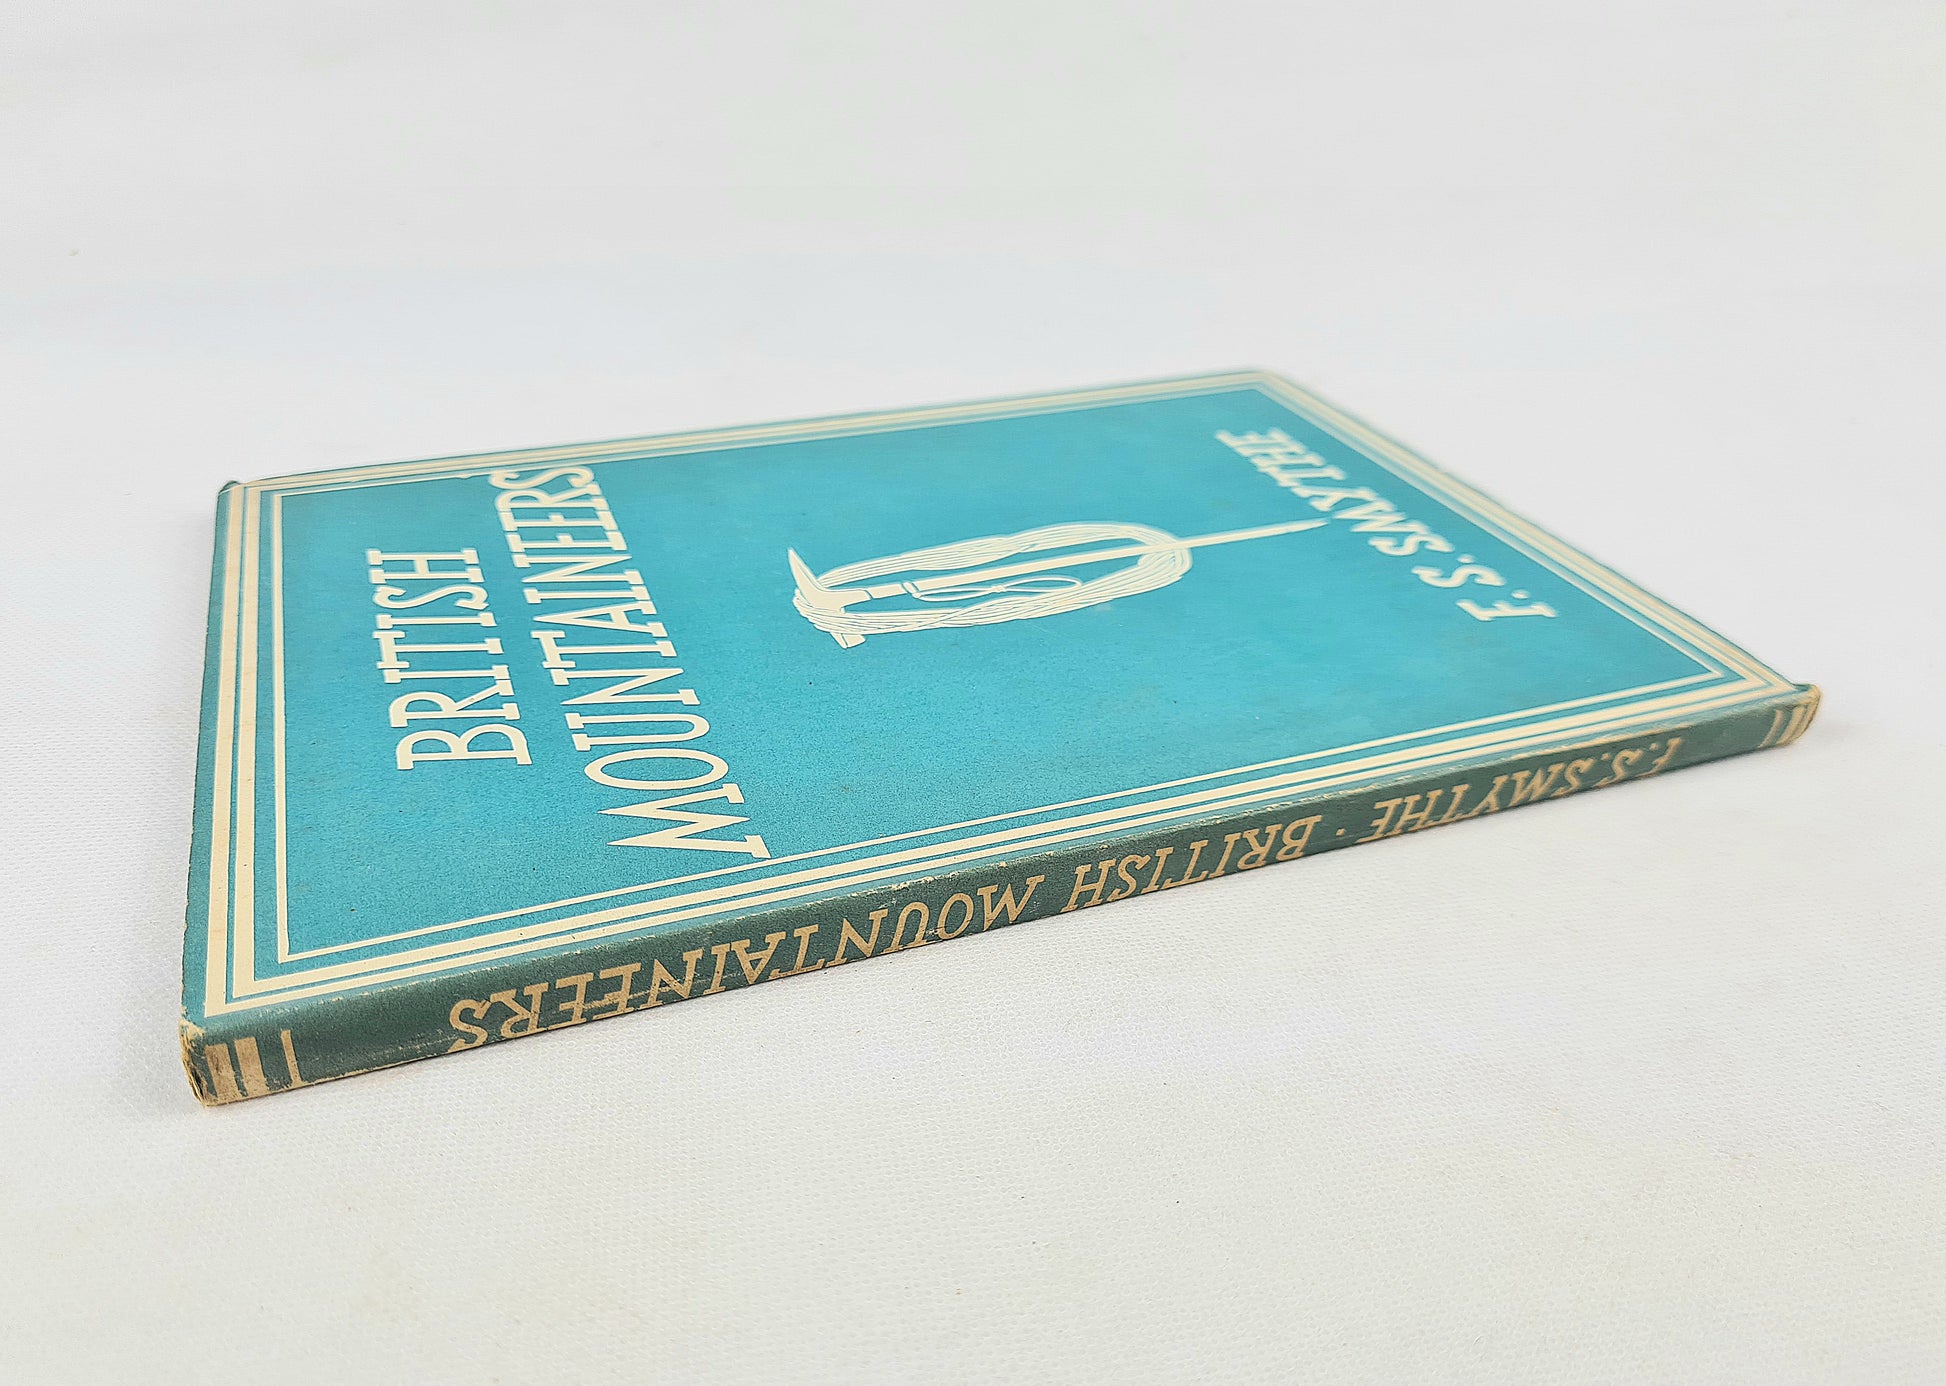 BRITISH
MOUNTAINEERS
F. S. SMYTHE
F. S. SMYTHE · BRITISH MOUNTAINEERS